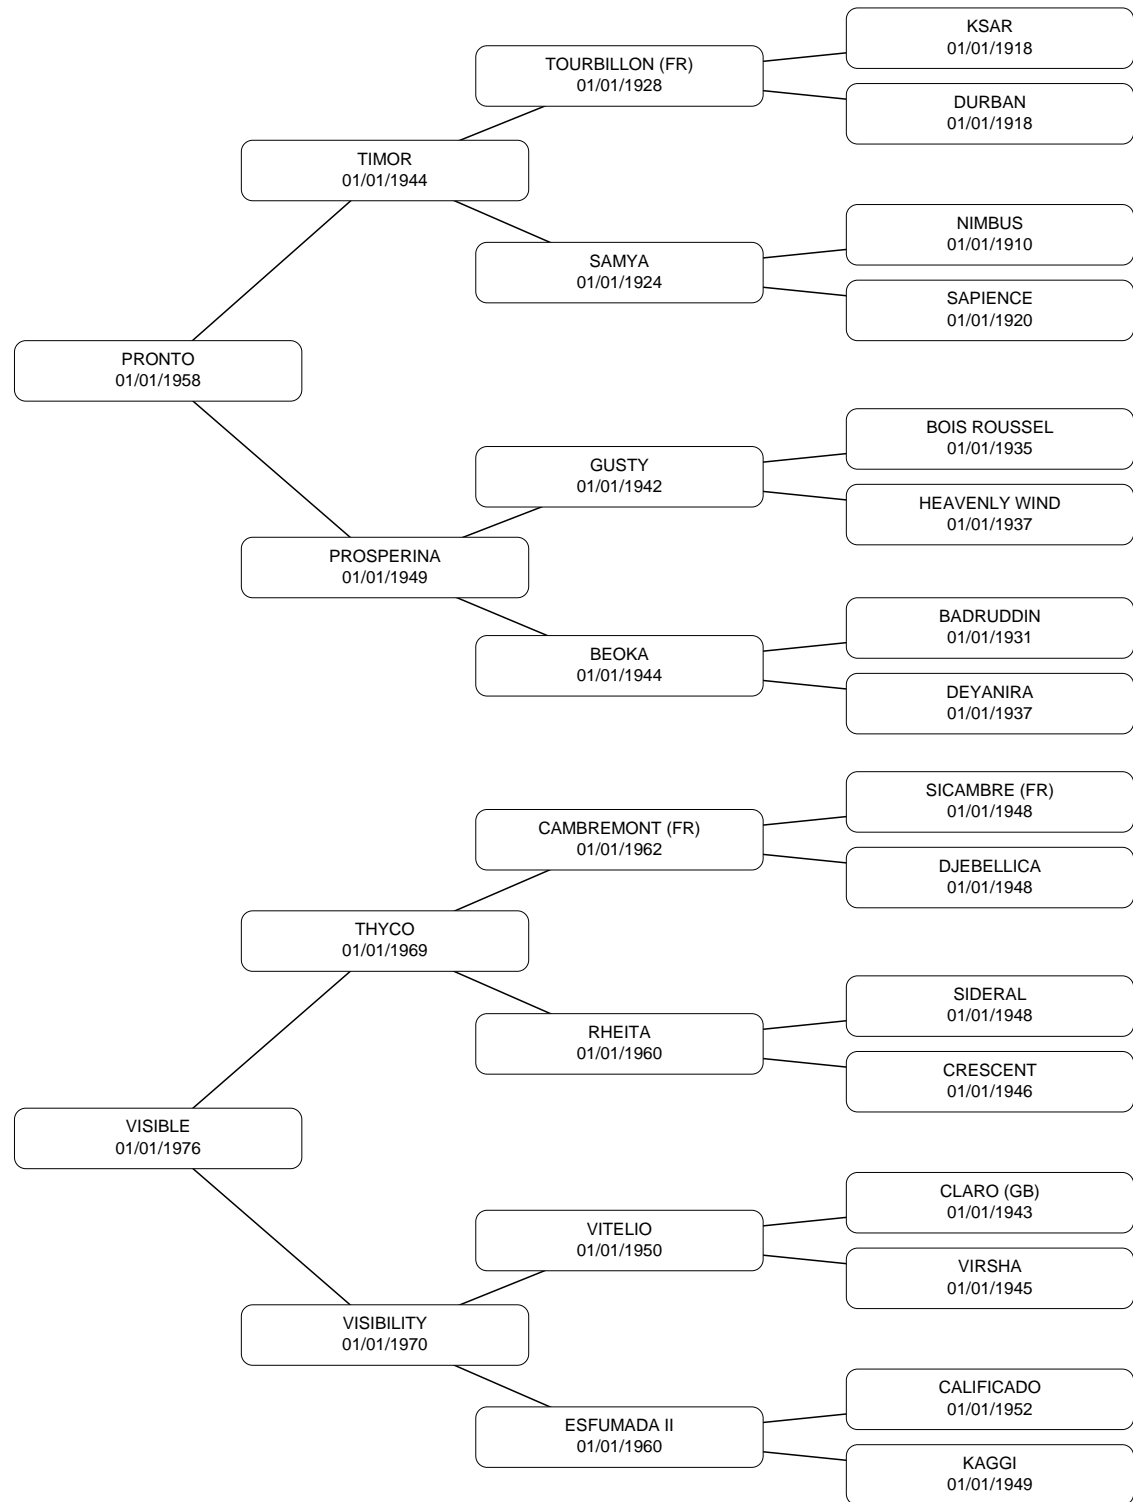 KSAR
01/01/1918
TOURBILLON (FR)
01/01/1928
DURBAN
01/01/1918
TIMOR
01/01/1944
NIMBUS
01/01/1910
SAMYA
01/01/1924
SAPIENCE
01/01/1920
PRONTO
01/01/1958
BOIS ROUSSEL
01/01/1935
GUSTY
01/01/1942
HEAVENLY WIND
01/01/1937
PROSPERINA
01/01/1949
BADRUDDIN
01/01/1931
BEOKA
01/01/1944
DEYANIRA
01/01/1937
SICAMBRE (FR)
01/01/1948
CAMBREMONT (FR)
01/01/1962
DJEBELLICA
01/01/1948
THYCO
01/01/1969
SIDERAL
01/01/1948
RHEITA
01/01/1960
CRESCENT
01/01/1946
VISIBLE
01/01/1976
CLARO (GB)
01/01/1943
VITELIO
01/01/1950
VIRSHA
01/01/1945
VISIBILITY
01/01/1970
CALIFICADO
01/01/1952
ESFUMADA II
01/01/1960
KAGGI
01/01/1949